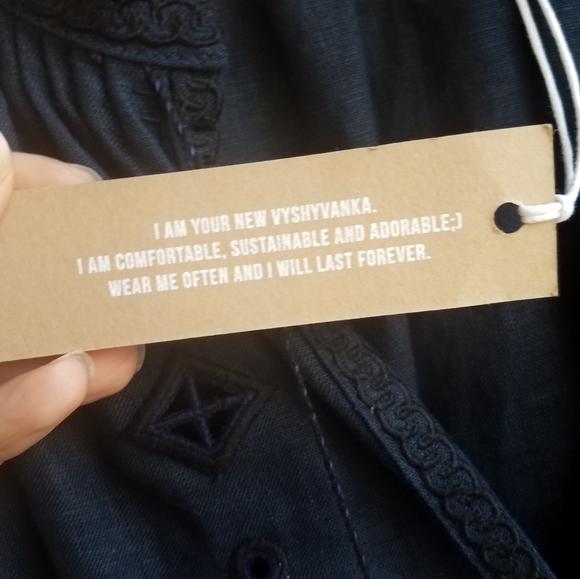 I AM YOUR NEW VYSHYVANKA.
I AM COMFORTABLE, SUSTAINABLE AND ADORABLE;)
WEAR ME OFTEN AND I WILL LAST FOREVER.